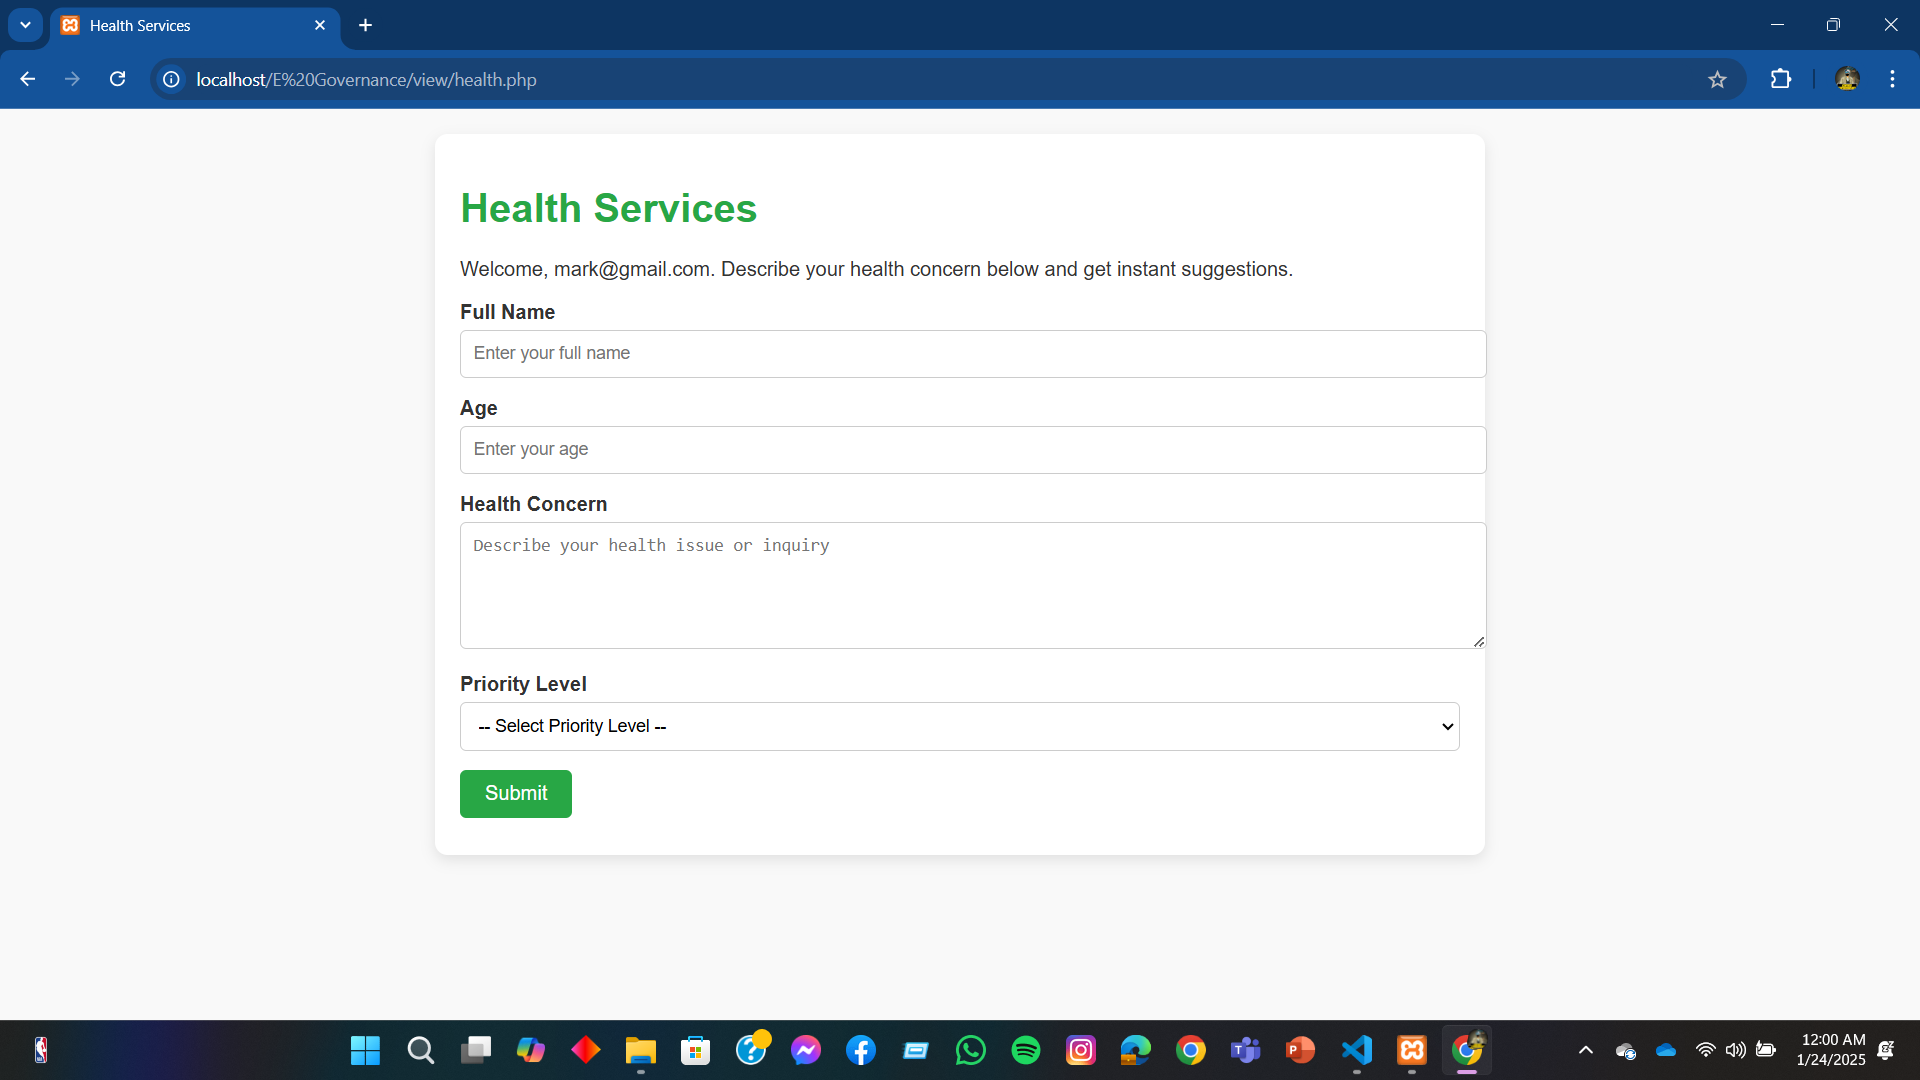 Health Services
localhost/E%20Governance/view/health.php
Health Services
Welcome, mark@gmail.com. Describe your health concern below and get instant suggestions.
Full Name
Enter your full name
Age
Enter your age
Health Concern
Describe your health issue or inquiry
Priority Level
-- Select Priority Level --
Submit
12:00 AM
1/24/2025